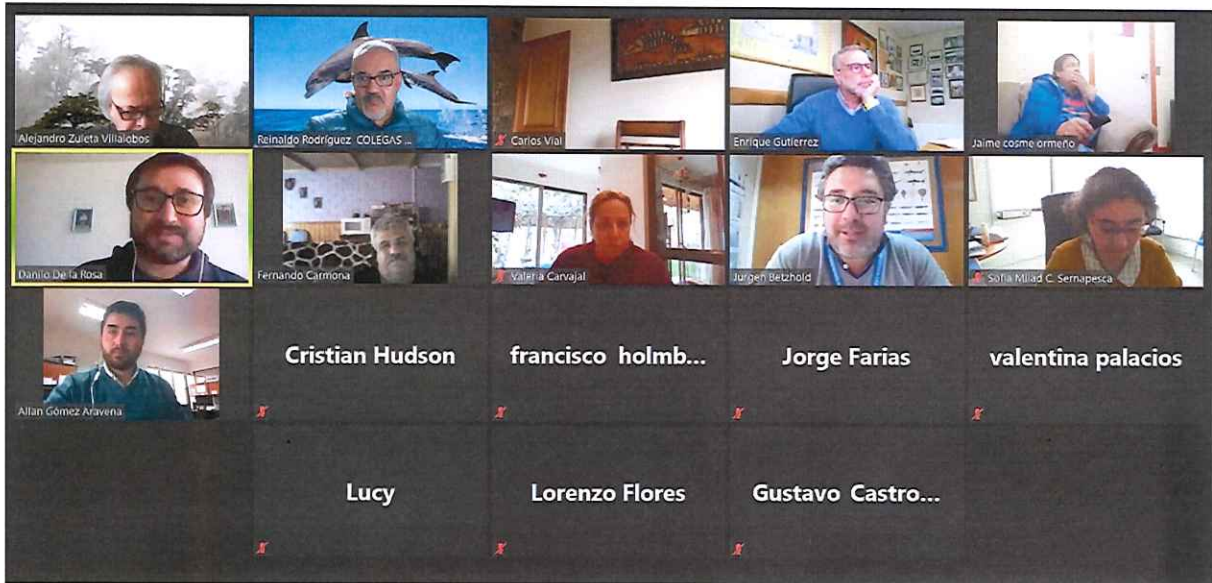 Alejandro Zuleta Villalobos
Reinaldo Rodríguez COLEGAS ...
Carlos Vial
Enrique Gutierrez
Jaime cosme ormeño
Danilo De la Rosa
Fernando Carmona
Valeria Carvajal
Jurgen Betzhold
Sofia Milad C. Sernapesca
Allan Gómez Aravena
Cristian Hudson
francisco holmb...
Jorge Farias
valentina palacios
Lucy
Lorenzo Flores
Gustavo Castro...